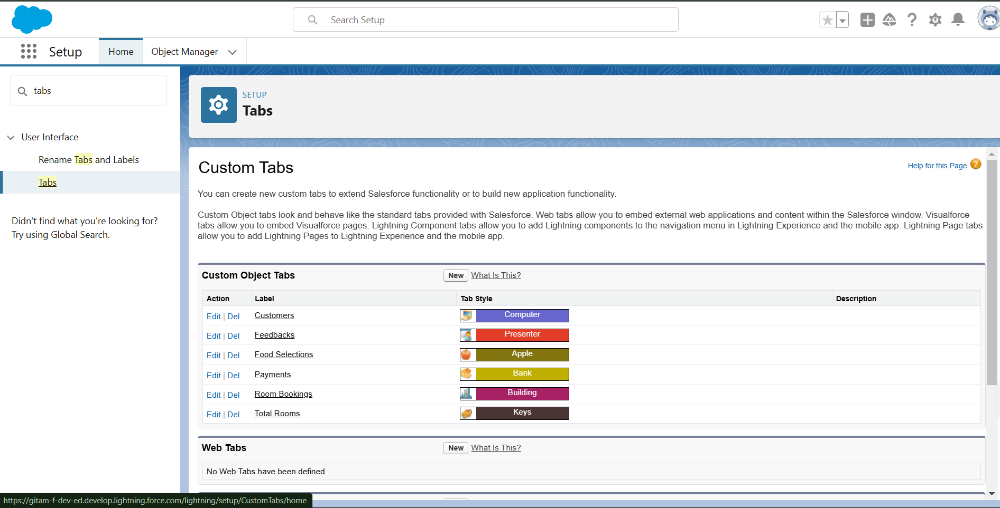 Search Setup
Setup
Home
Object Manager
tabs
User Interface
Rename Tabs and Labels
Tabs
Didn't find what you're looking for?
Try using Global Search.
SETUP
Tabs
Custom Tabs
Help for this Page ?
You can create new custom tabs to extend Salesforce functionality or to build new application functionality.
Custom Object tabs look and behave like the standard tabs provided with Salesforce. Web tabs allow you to embed external web applications and content within the Salesforce window. Visualforce
tabs allow you to embed Visualforce pages. Lightning Component tabs allow you to add Lightning components to the navigation menu in Lightning Experience and the mobile app. Lightning Page tabs
allow you to add Lightning Pages to Lightning Experience and the mobile app.
Custom Object Tabs New What Is This?
Action Label Tab Style Description
Edit | Del Customers Computer
Edit | Del Feedbacks Presenter
Edit | Del Food Selections Apple
Edit | Del Payments Bank
Edit | Del Room Bookings Building
Edit | Del Total Rooms Keys
Web Tabs New What Is This?
No Web Tabs have been defined
https://gitam-f-dev-ed.develop.lightning.force.com/lightning/setup/CustomTabs/home